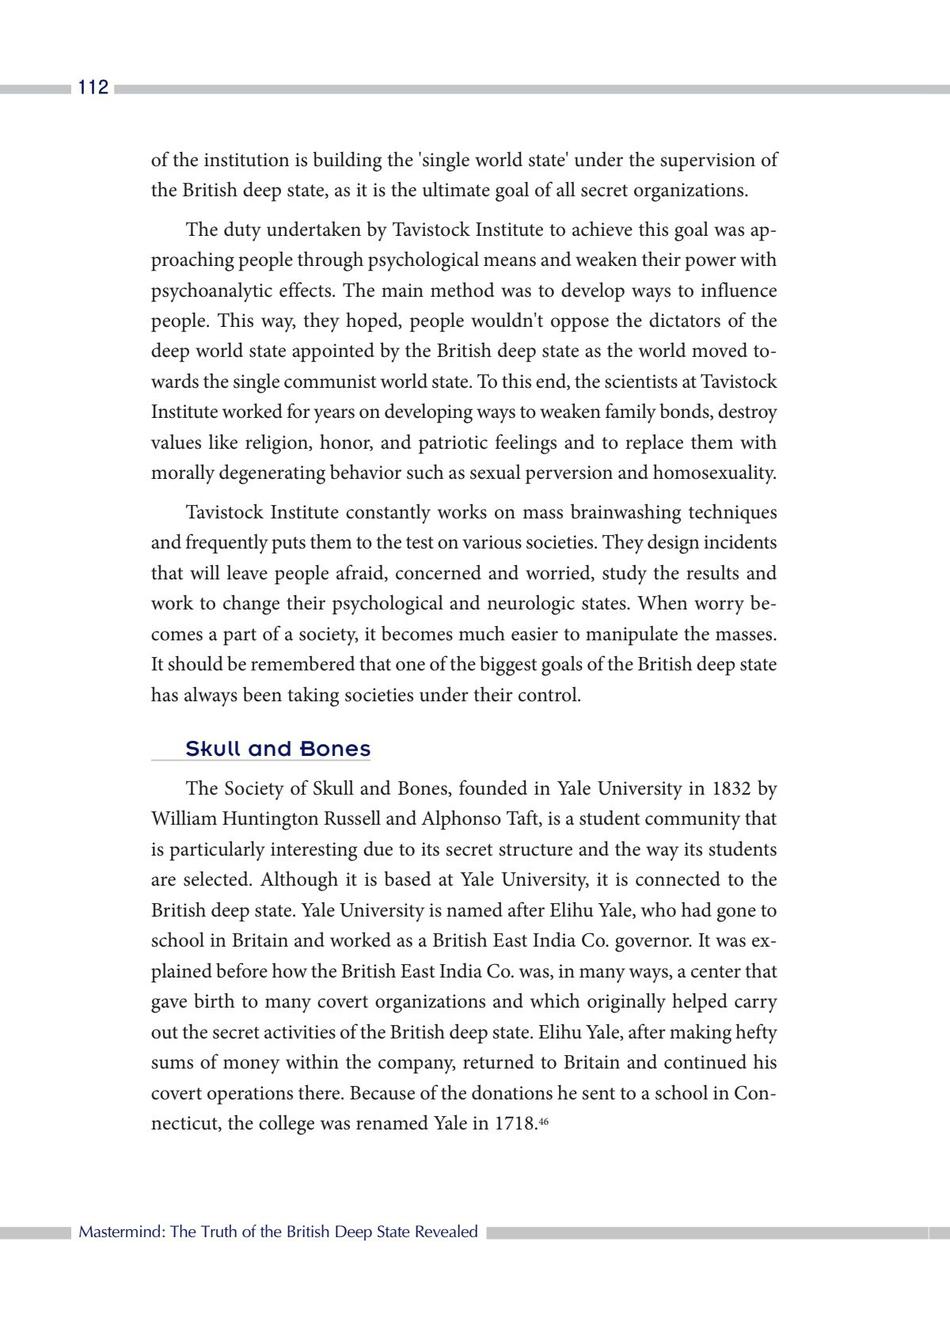 112
of the institution is building the 'single world state' under the supervision of
the British deep state, as it is the ultimate goal of all secret organizations.
The duty undertaken by Tavistock Institute to achieve this goal was ap-
proaching people through psychological means and weaken their power with
psychoanalytic effects. The main method was to develop ways to influence
people. This way, they hoped, people wouldn't oppose the dictators of the
deep world state appointed by the British deep state as the world moved to-
wards the single communist world state. To this end, the scientists at Tavistock
Institute worked for years on developing ways to weaken family bonds, destroy
values like religion, honor, and patriotic feelings and to replace them with
morally degenerating behavior such as sexual perversion and homosexuality.
Tavistock Institute constantly works on mass brainwashing techniques
and frequently puts them to the test on various societies. They design incidents
that will leave people afraid, concerned and worried, study the results and
work to change their psychological and neurologic states. When worry be-
comes a part of a society, it becomes much easier to manipulate the masses.
It should be remembered that one of the biggest goals of the British deep state
has always been taking societies under their control.
Skull and Bones
The Society of Skull and Bones, founded in Yale University in 1832 by
William Huntington Russell and Alphonso Taft, is a student community that
is particularly interesting due to its secret structure and the way its students
are selected. Although it is based at Yale University, it is connected to the
British deep state. Yale University is named after Elihu Yale, who had gone to
school in Britain and worked as a British East India Co. governor. It was ex-
plained before how the British East India Co. was, in many ways, a center that
gave birth to many covert organizations and which originally helped carry
out the secret activities of the British deep state. Elihu Yale, after making hefty
sums of money within the company, returned to Britain and continued his
covert operations there. Because of the donations he sent to a school in Con-
necticut, the college was renamed Yale in 1718.46
Mastermind: The Truth of the British Deep State Revealed